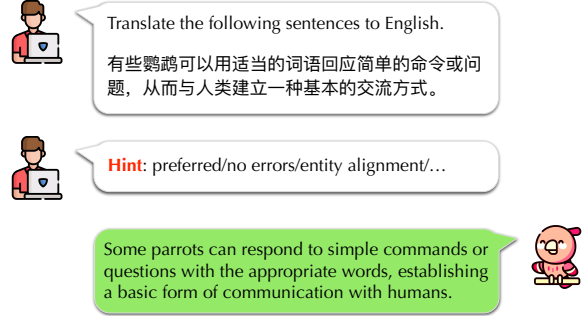 Translate the following sentences to English.
有些鹦鹉可以用适当的词语回应简单的命令或问
题，从而与人类建立一种基本的交流方式。
Hint: preferred/no errors/entity alignment/…
Some parrots can respond to simple commands or
questions with the appropriate words, establishing
a basic form of communication with humans.